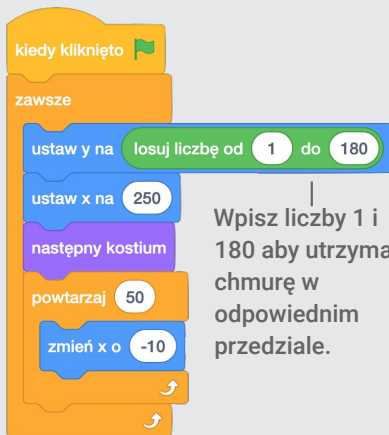 kiedy kliknięto
zawsze
ustaw y na losuj liczbę od 1 do 180
ustaw x na 250
następny kostium
powtarzaj 50
zmień x o -10
Wpisz liczby 1 i
180 aby utrzyma
chmurę w
odpowiednim
przedziale.